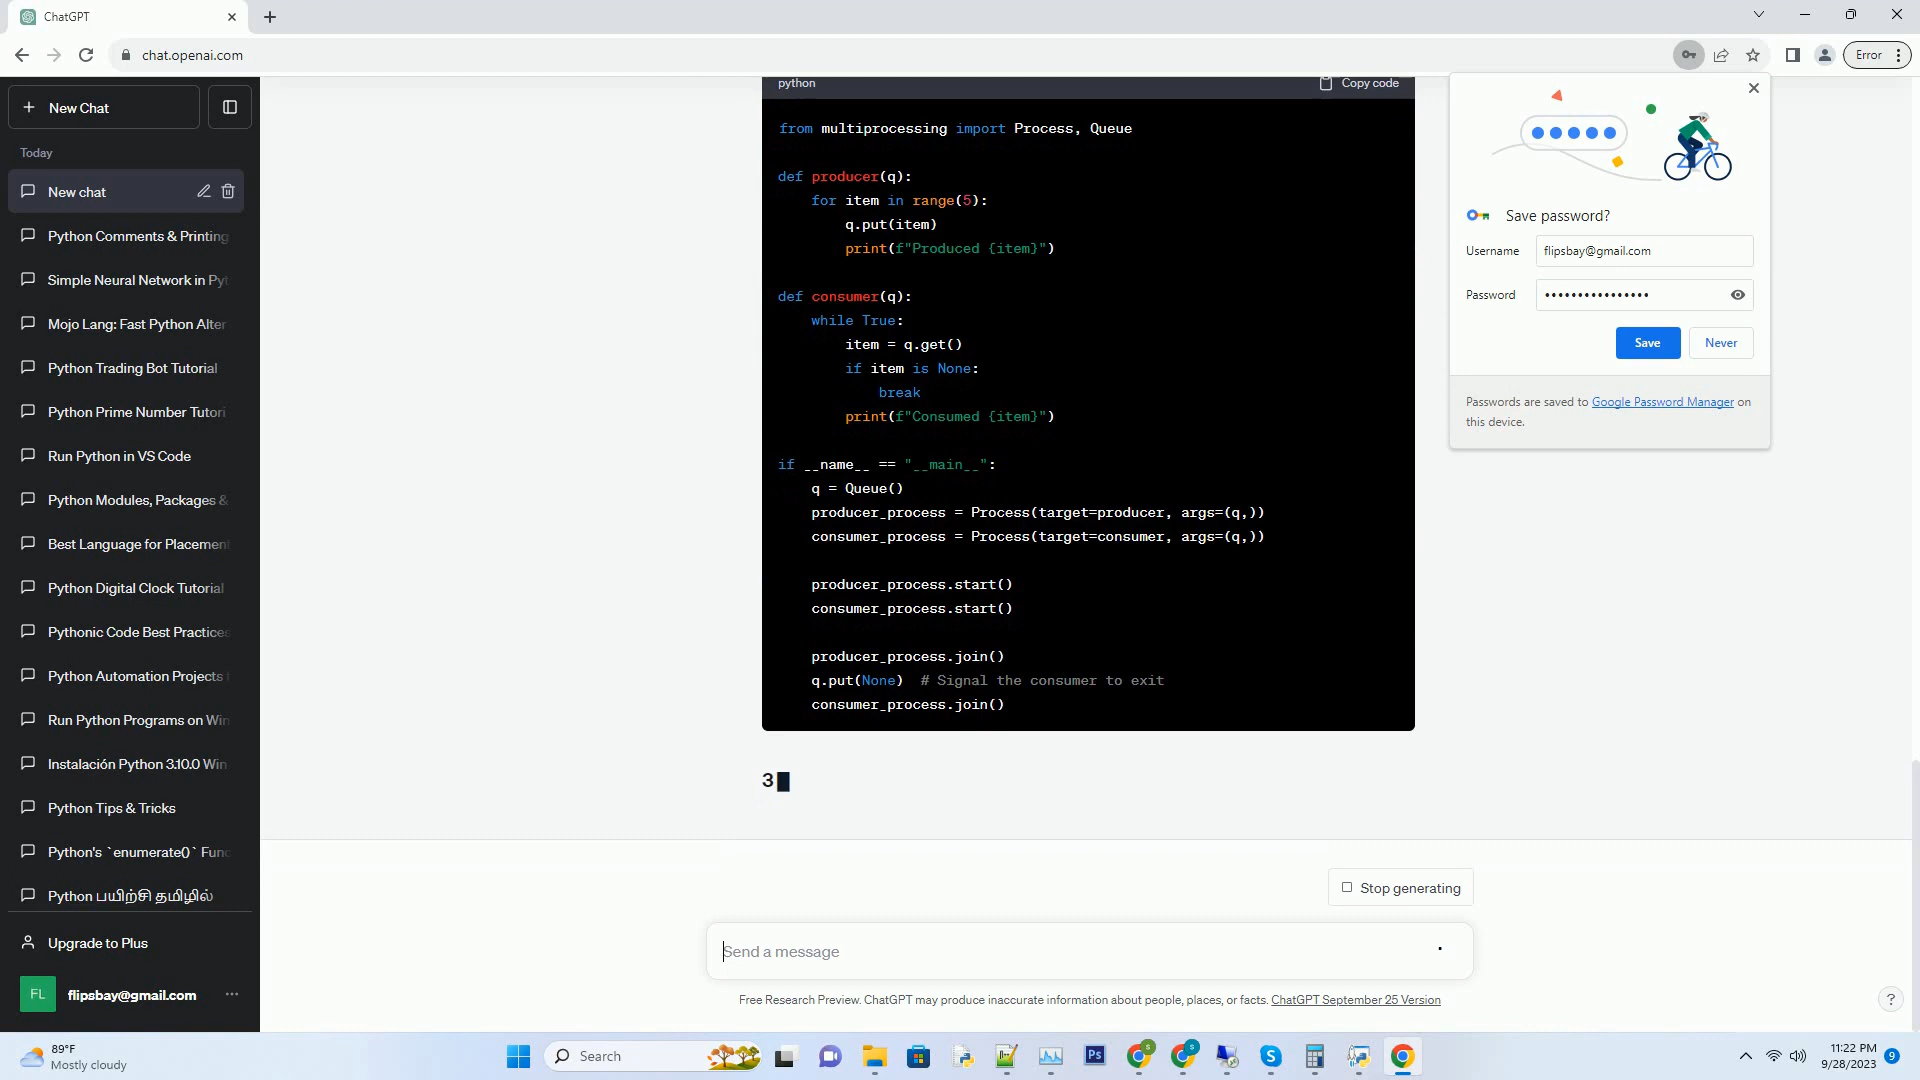 ChatGPT
chat.openai.com
Error
New Chat
Today
New chat
Python Comments & Printing
Simple Neural Network in Pyt
Mojo Lang: Fast Python Alter
Python Trading Bot Tutorial
Python Prime Number Tutori
Run Python in VS Code
Python Modules, Packages &
Best Language for Placement
Python Digital Clock Tutorial
Pythonic Code Best Practices
Python Automation Projects
Run Python Programs on Win
Instalación Python 3.10.0 Win
Python Tips & Tricks
Python's `enumerate()` Func
Python பயிற்சி தமிழில்
Upgrade to Plus
FL
flipsbay@gmail.com
python
Copy code
from multiprocessing import Process, Queue
def producer(q):
for item in range(5):
q.put(item)
print(f"Produced {item}")
def consumer(q):
while True:
item = q.get()
if item is None:
break
print(f"Consumed {item}")
if __name__ == "__main__":
q = Queue()
producer_process = Process(target=producer, args=(q,))
consumer_process = Process(target=consumer, args=(q,))
producer_process.start()
consumer_process.start()
producer_process.join()
q.put(None)  # Signal the consumer to exit
consumer_process.join()
3
Stop generating
Send a message
Free Research Preview. ChatGPT may produce inaccurate information about people, places, or facts. ChatGPT September 25 Version
?
Save password?
Username
flipsbay@gmail.com
Password
Save
Never
Passwords are saved to Google Password Manager on
this device.
89°F
Mostly cloudy
Search
Ps
S
S
S
11:22 PM
9/28/2023
9